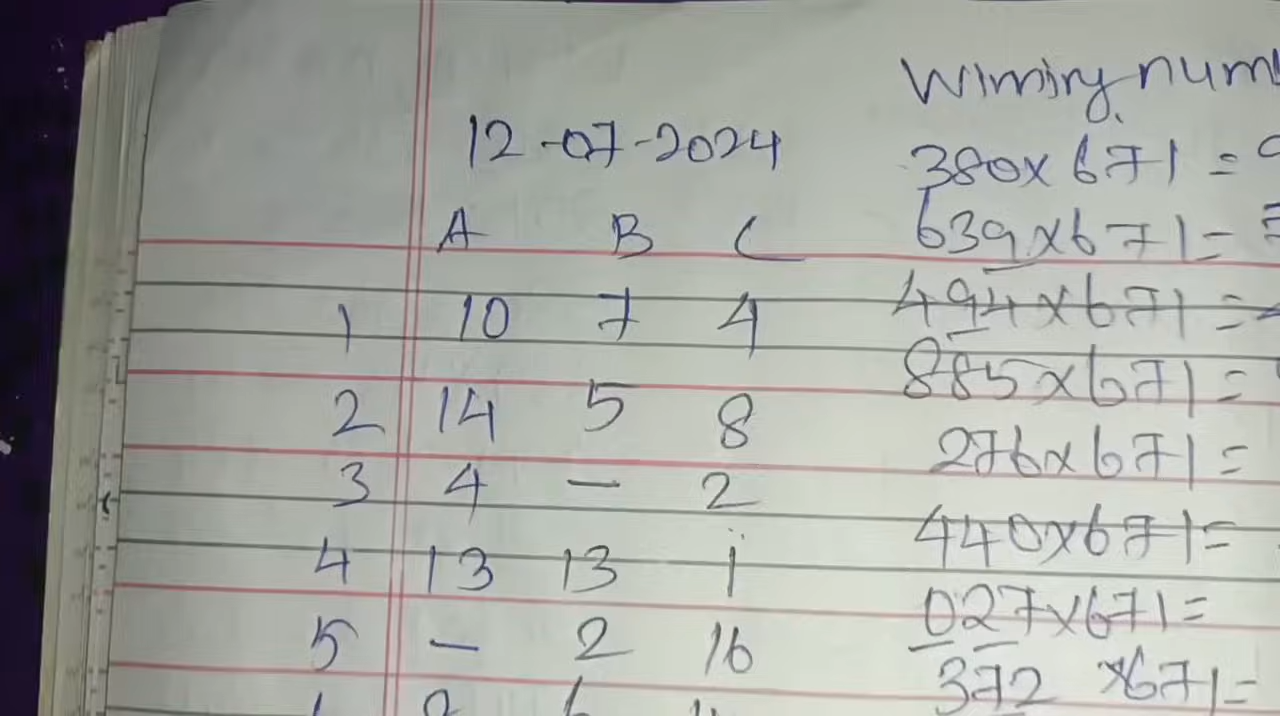 12-07-2024
A B C
1 10 7 4
2 14 5 8
3 4 - 2
4 13 13 1
5 - 2 16
Wiming num
380x671=
639x671=
494x671=
885x671=
276x671=
440x671=
027x671=
372 x671=